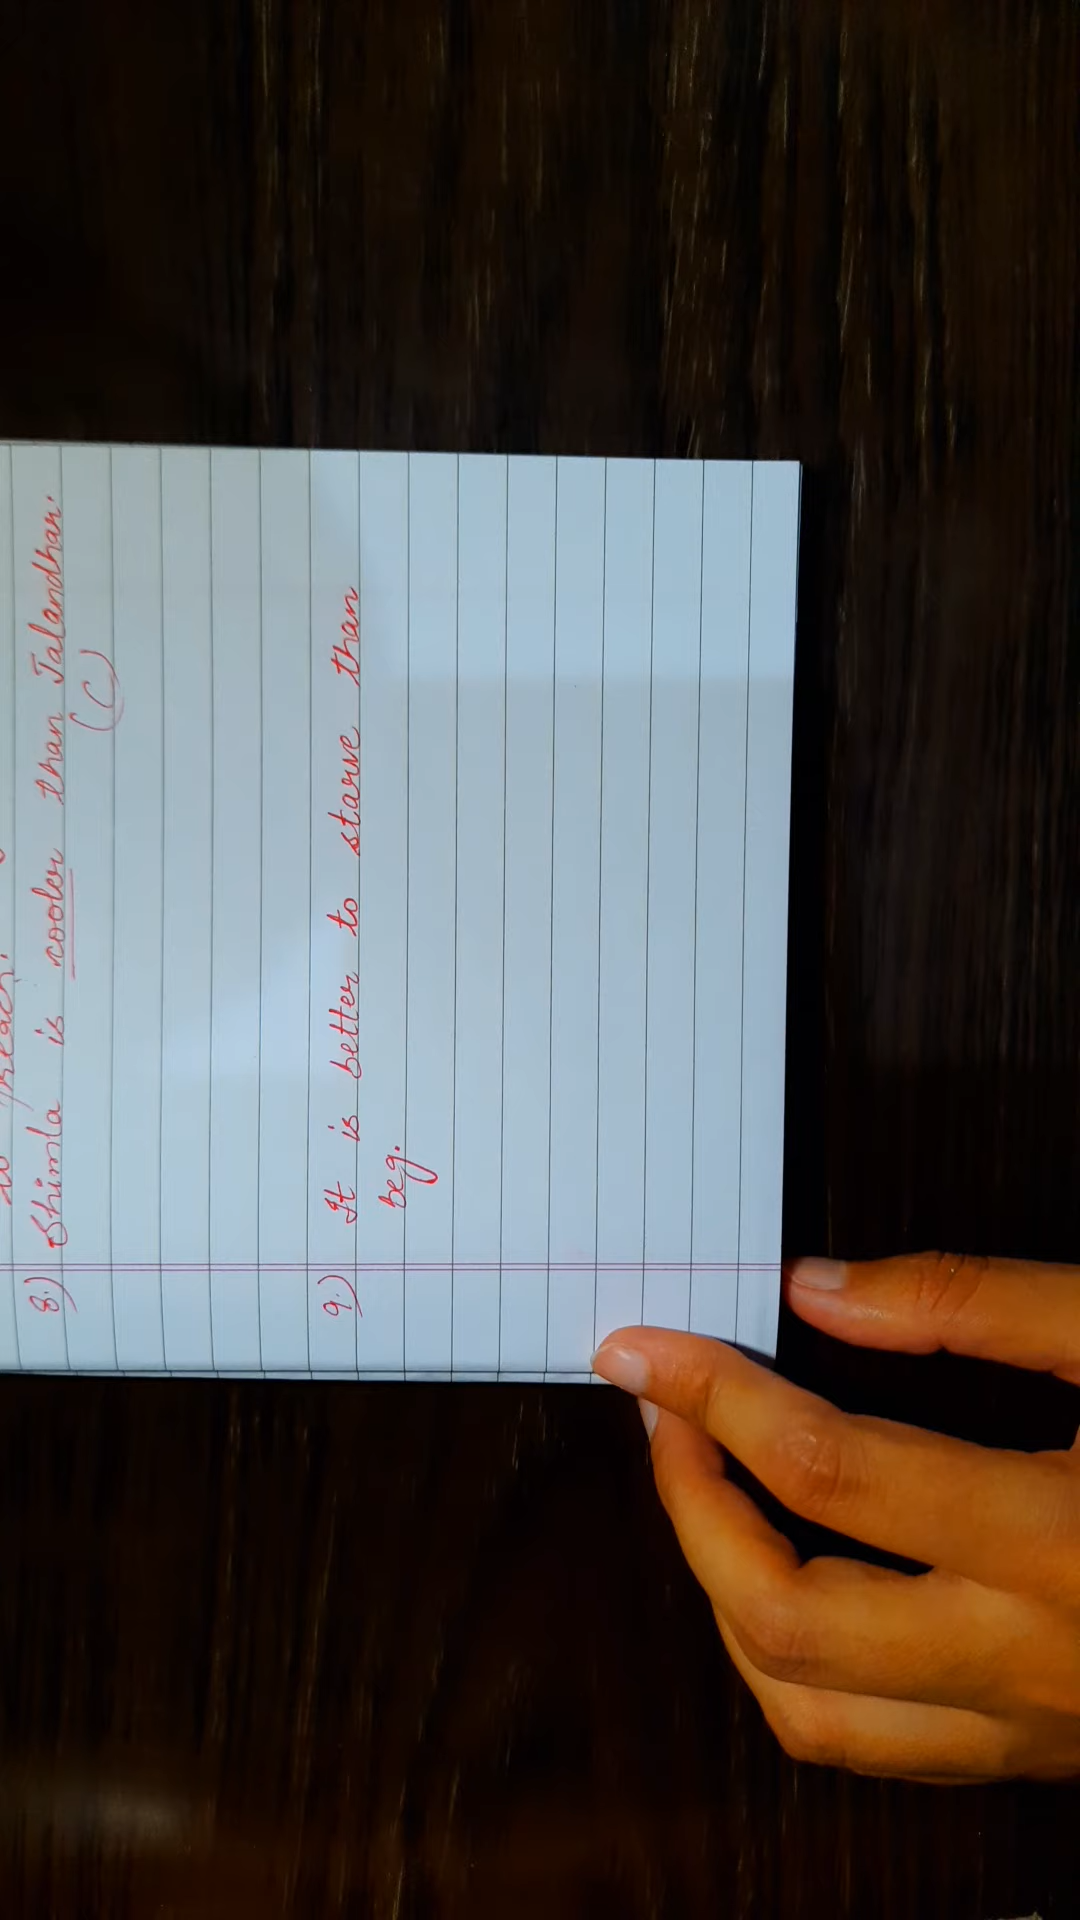 8.) Shimla is cooler than Jalandhar.
(C)
9.) It is better to starve than
beg.